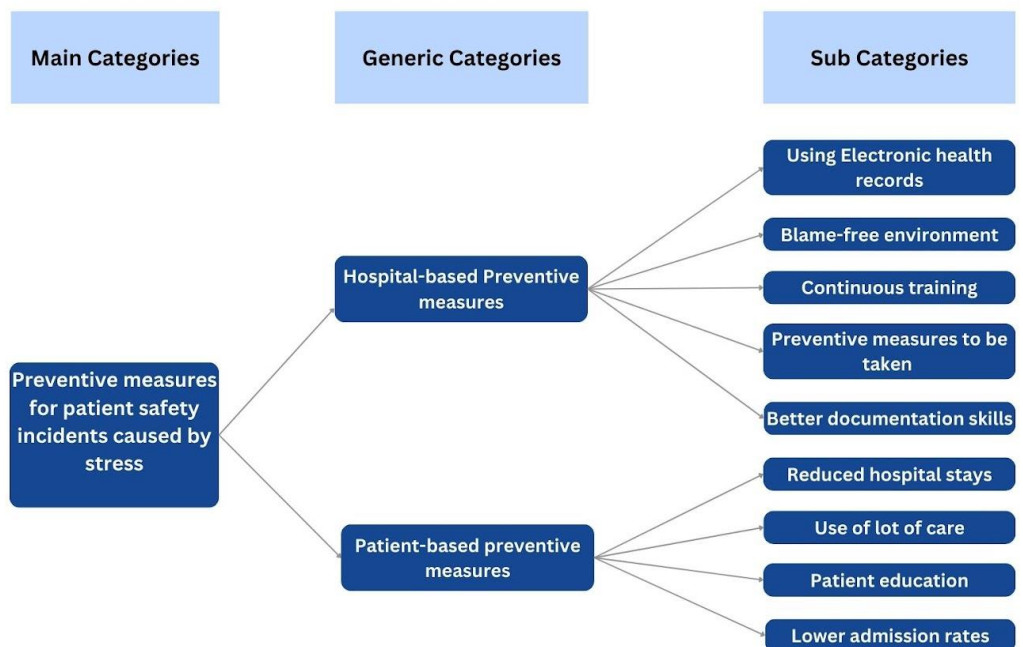 Main Categories
Generic Categories
Sub Categories
Using Electronic health
records
Blame-free environment
Hospital-based Preventive
measures
Continuous training
Preventive measures to be
taken
Preventive measures
for patient safety
incidents caused by
stress
Better documentation skills
Reduced hospital stays
Use of lot of care
Patient-based preventive
measures
Patient education
Lower admission rates